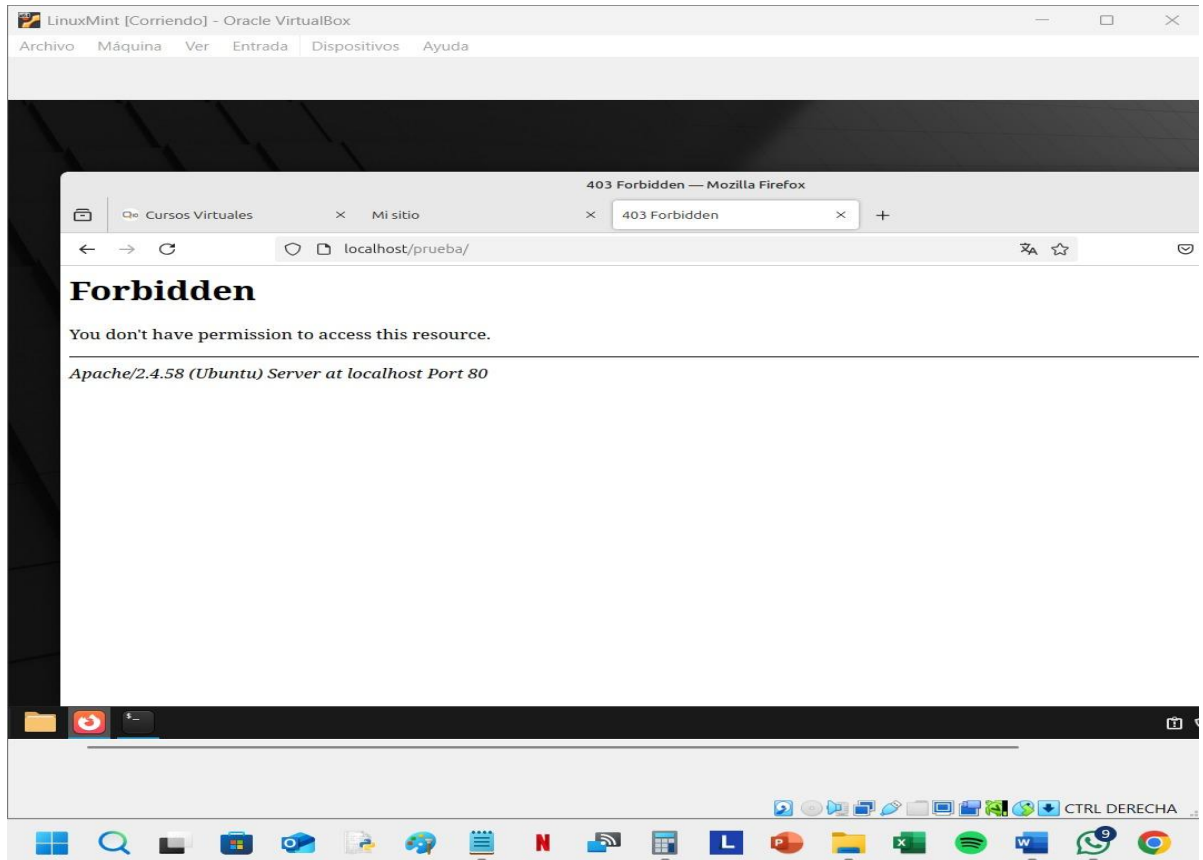 LinuxMint [Corriendo] - Oracle VirtualBox
Archivo Máquina Ver Entrada Dispositivos Ayuda
403 Forbidden — Mozilla Firefox
Cursos Virtuales
Mi sitio
403 Forbidden
localhost/prueba/
Forbidden
You don't have permission to access this resource.
Apache/2.4.58 (Ubuntu) Server at localhost Port 80
$_
CTRL DERECHA
N
L
P
X
W
9